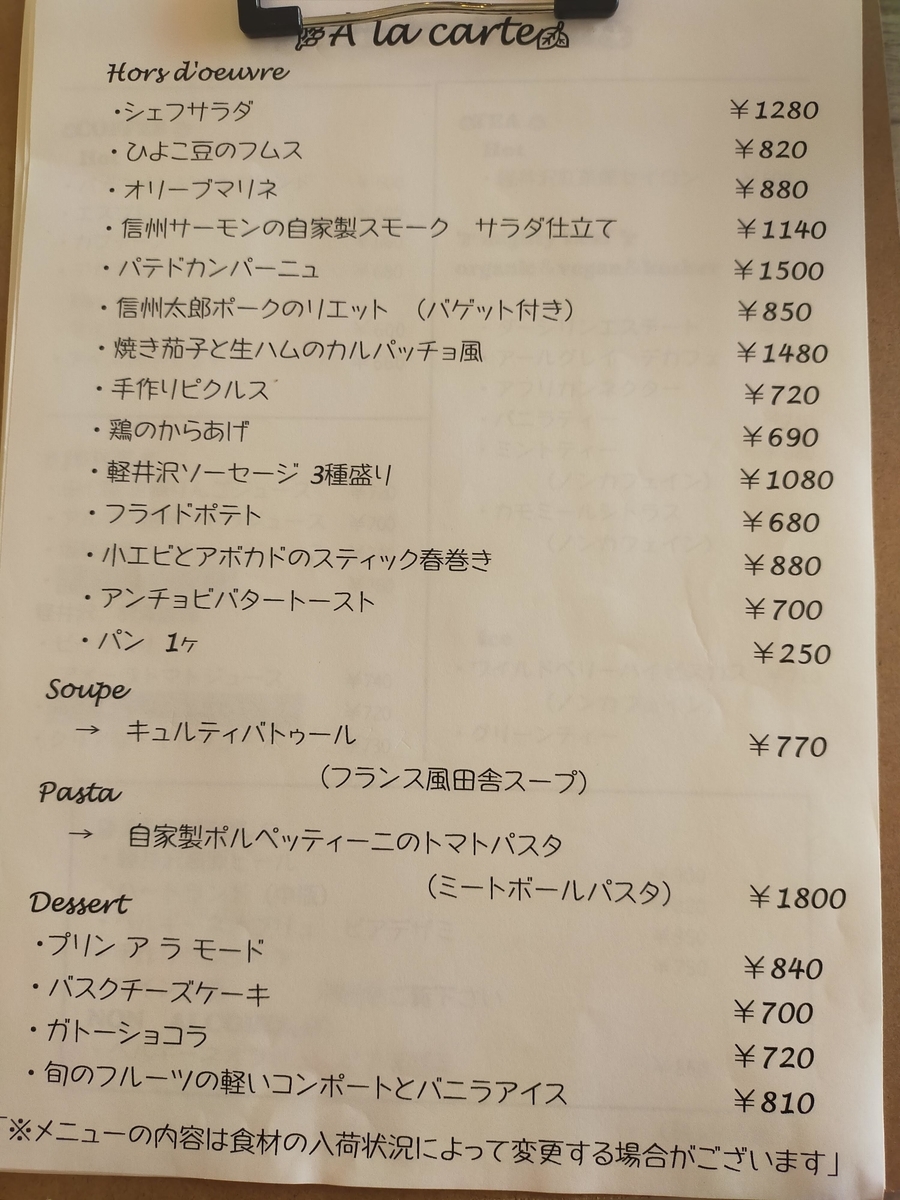 A la carte
Hors d'oeuvre
・シェフサラダ ￥1280
・ひよこ豆のフムス ￥820
・オリーブマリネ ￥880
・信州サーモンの自家製スモーク　サラダ仕立て ￥1140
・パテドカンパーニュ ￥1500
・信州太郎ポークのリエット　（バゲット付き） ￥850
・焼き茄子と生ハムのカルパッチョ風 ￥1480
・手作りピクルス ￥720
・鶏のからあげ ￥690
・軽井沢ソーセージ 3種盛り ￥1080
・フライドポテト ￥680
・小エビとアボカドのスティック春巻き ￥880
・アンチョビバタートースト ￥700
・パン　1ヶ ￥250
Soupe
→　キュルティバトゥール ￥770
（フランス風田舎スープ）
Pasta
→　自家製ポルペッティーニのトマトパスタ
（ミートボールパスタ） ￥1800
Dessert
・プリン ア ラ モード ￥840
・バスクチーズケーキ ￥700
・ガトーショコラ ￥720
・旬のフルーツの軽いコンポートとバニラアイス ￥810
「※メニューの内容は食材の入荷状況によって変更する場合がございます」